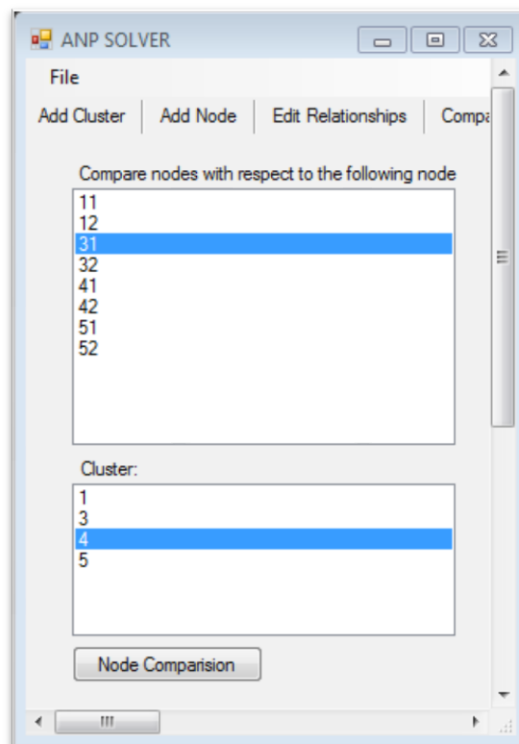 ANP SOLVER
File
Add Cluster Add Node Edit Relationships Compa
Compare nodes with respect to the following node
11
12
31
32
41
42
51
52
Cluster:
1
3
4
5
Node Comparision